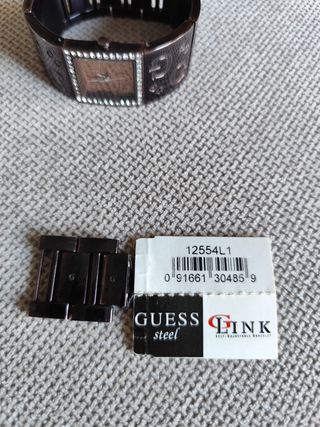 12554L1
0 91661 30485 9
GUESS
steel
G LINK
SELF-ADJUSTABLE BRACELET